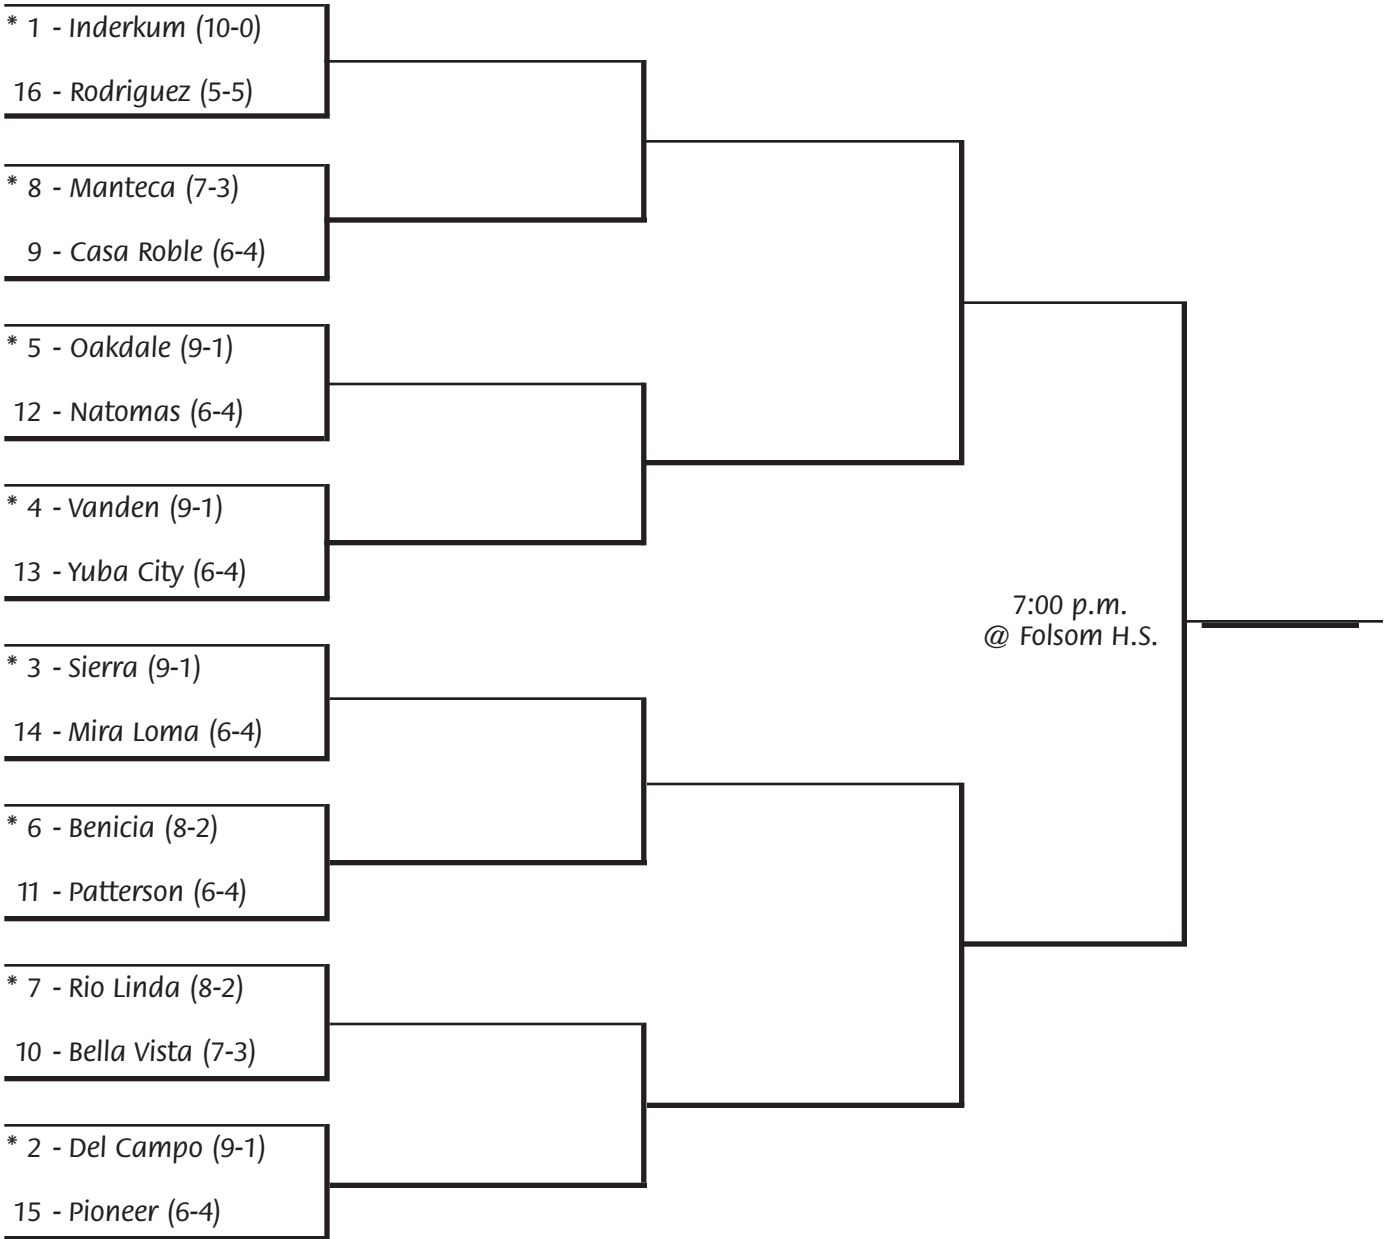 * 1 - Inderkum (10-0)
16 - Rodriguez (5-5)
* 8 - Manteca (7-3)
9 - Casa Roble (6-4)
* 5 - Oakdale (9-1)
12 - Natomas (6-4)
* 4 - Vanden (9-1)
13 - Yuba City (6-4)
* 3 - Sierra (9-1)
14 - Mira Loma (6-4)
* 6 - Benicia (8-2)
11 - Patterson (6-4)
* 7 - Rio Linda (8-2)
10 - Bella Vista (7-3)
* 2 - Del Campo (9-1)
15 - Pioneer (6-4)
7:00 p.m.
@ Folsom H.S.